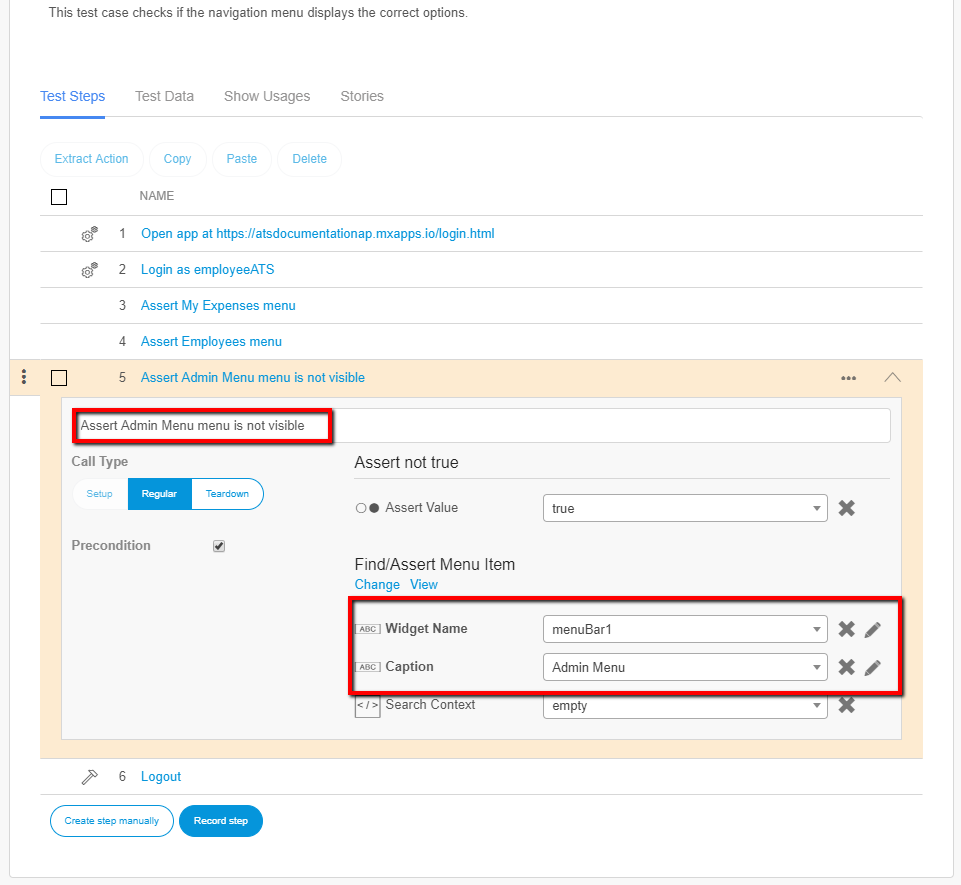 This test case checks if the navigation menu displays the correct options.
Test Steps Test Data Show Usages Stories
Extract Action Copy Paste Delete
NAME
1 Open app at https://atsdocumentationap.mxapps.io/login.html
2 Login as employeeATS
3 Assert My Expenses menu
4 Assert Employees menu
5 Assert Admin Menu menu is not visible
Assert Admin Menu menu is not visible
Call Type
Setup Regular Teardown
Precondition
Assert not true
Assert Value true
Find/Assert Menu Item
Change View
ABC Widget Name menuBar1
ABC Caption Admin Menu
</> Search Context empty
6 Logout
Create step manually Record step